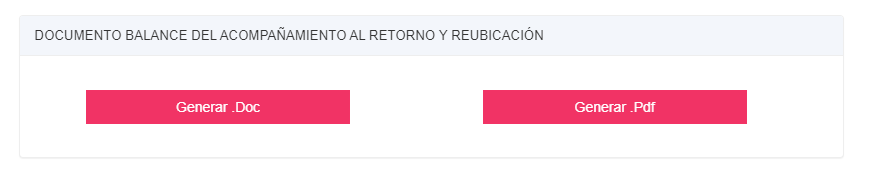 DOCUMENTO BALANCE DEL ACOMPAÑAMIENTO AL RETORNO Y REUBICACIÓN
Generar .Doc
Generar .Pdf